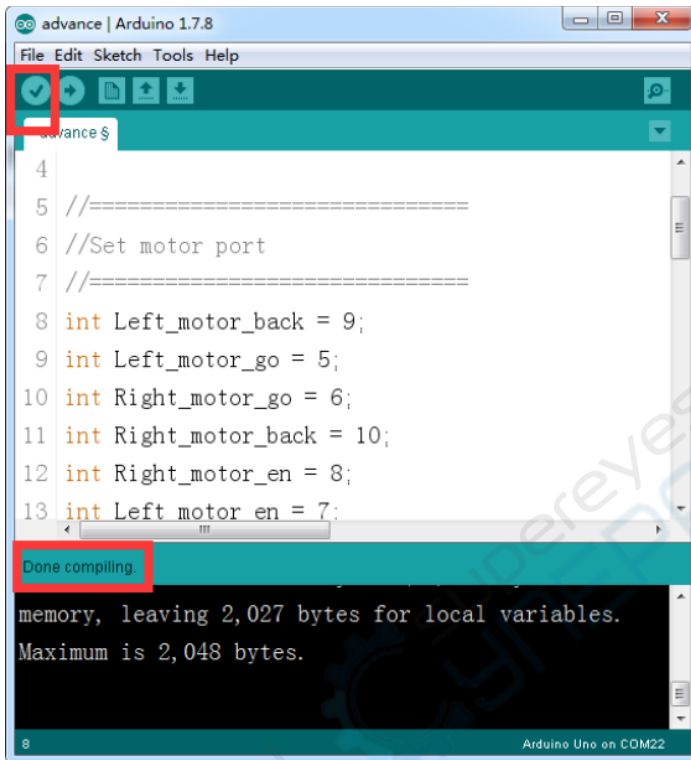 advance | Arduino 1.7.8
File Edit Sketch Tools Help
advance §
4
5 //==============================
6 //Set motor port
7 //==============================
8 int Left_motor_back = 9;
9 int Left_motor_go = 5;
10 int Right_motor_go = 6;
11 int Right_motor_back = 10;
12 int Right_motor_en = 8;
13 int Left_motor_en = 7;
Done compiling.
memory, leaving 2,027 bytes for local variables.
Maximum is 2,048 bytes.
8 Arduino Uno on COM22
supereyes